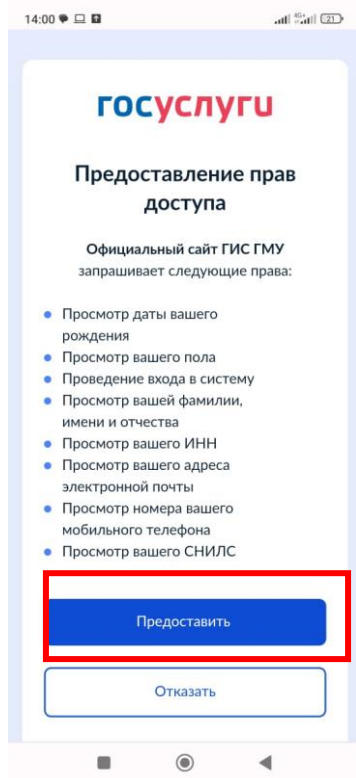 14:00
4G+
21
госуслуги
Предоставление прав
доступа
Официальный сайт ГИС ГМУ
запрашивает следующие права:
Просмотр даты вашего
рождения
Просмотр вашего пола
Проведение входа в систему
Просмотр вашей фамилии,
имени и отчества
Просмотр вашего ИНН
Просмотр вашего адреса
электронной почты
Просмотр номера вашего
мобильного телефона
Просмотр вашего СНИЛС
Предоставить
Отказать